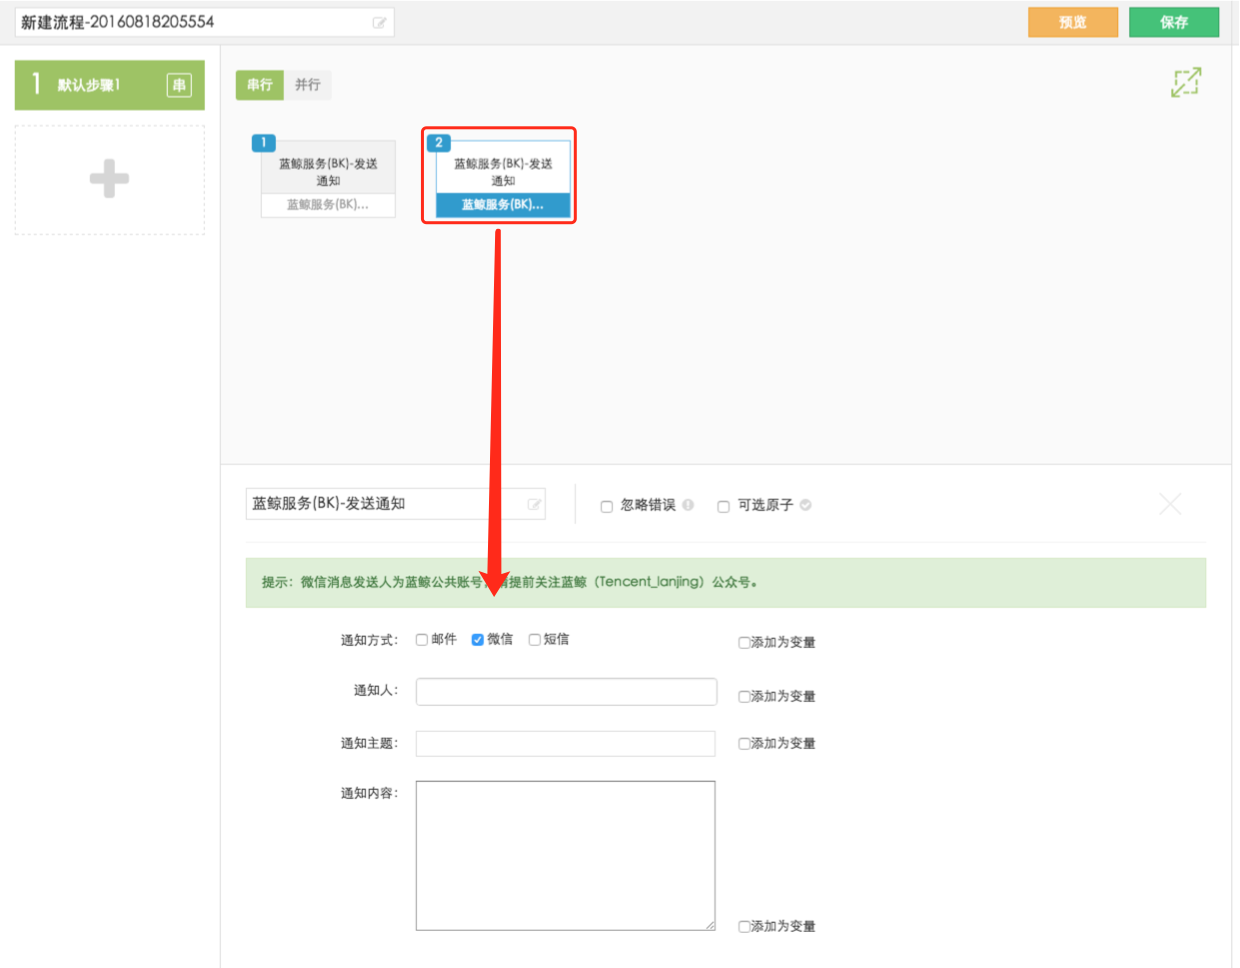 新建流程-20160818205554
预览
保存
1 默认步骤1 串
串行 并行
1
蓝鲸服务(BK)-发送
通知
蓝鲸服务(BK)...
2
蓝鲸服务(BK)-发送
通知
蓝鲸服务(BK)...
蓝鲸服务(BK)-发送通知
忽略错误
可选原子
提示：微信消息发送人为蓝鲸公共账号，请提前关注蓝鲸（Tencent_lanjing）公众号。
通知方式： 邮件 微信 短信 添加为变量
通知人： 添加为变量
通知主题： 添加为变量
通知内容：
添加为变量